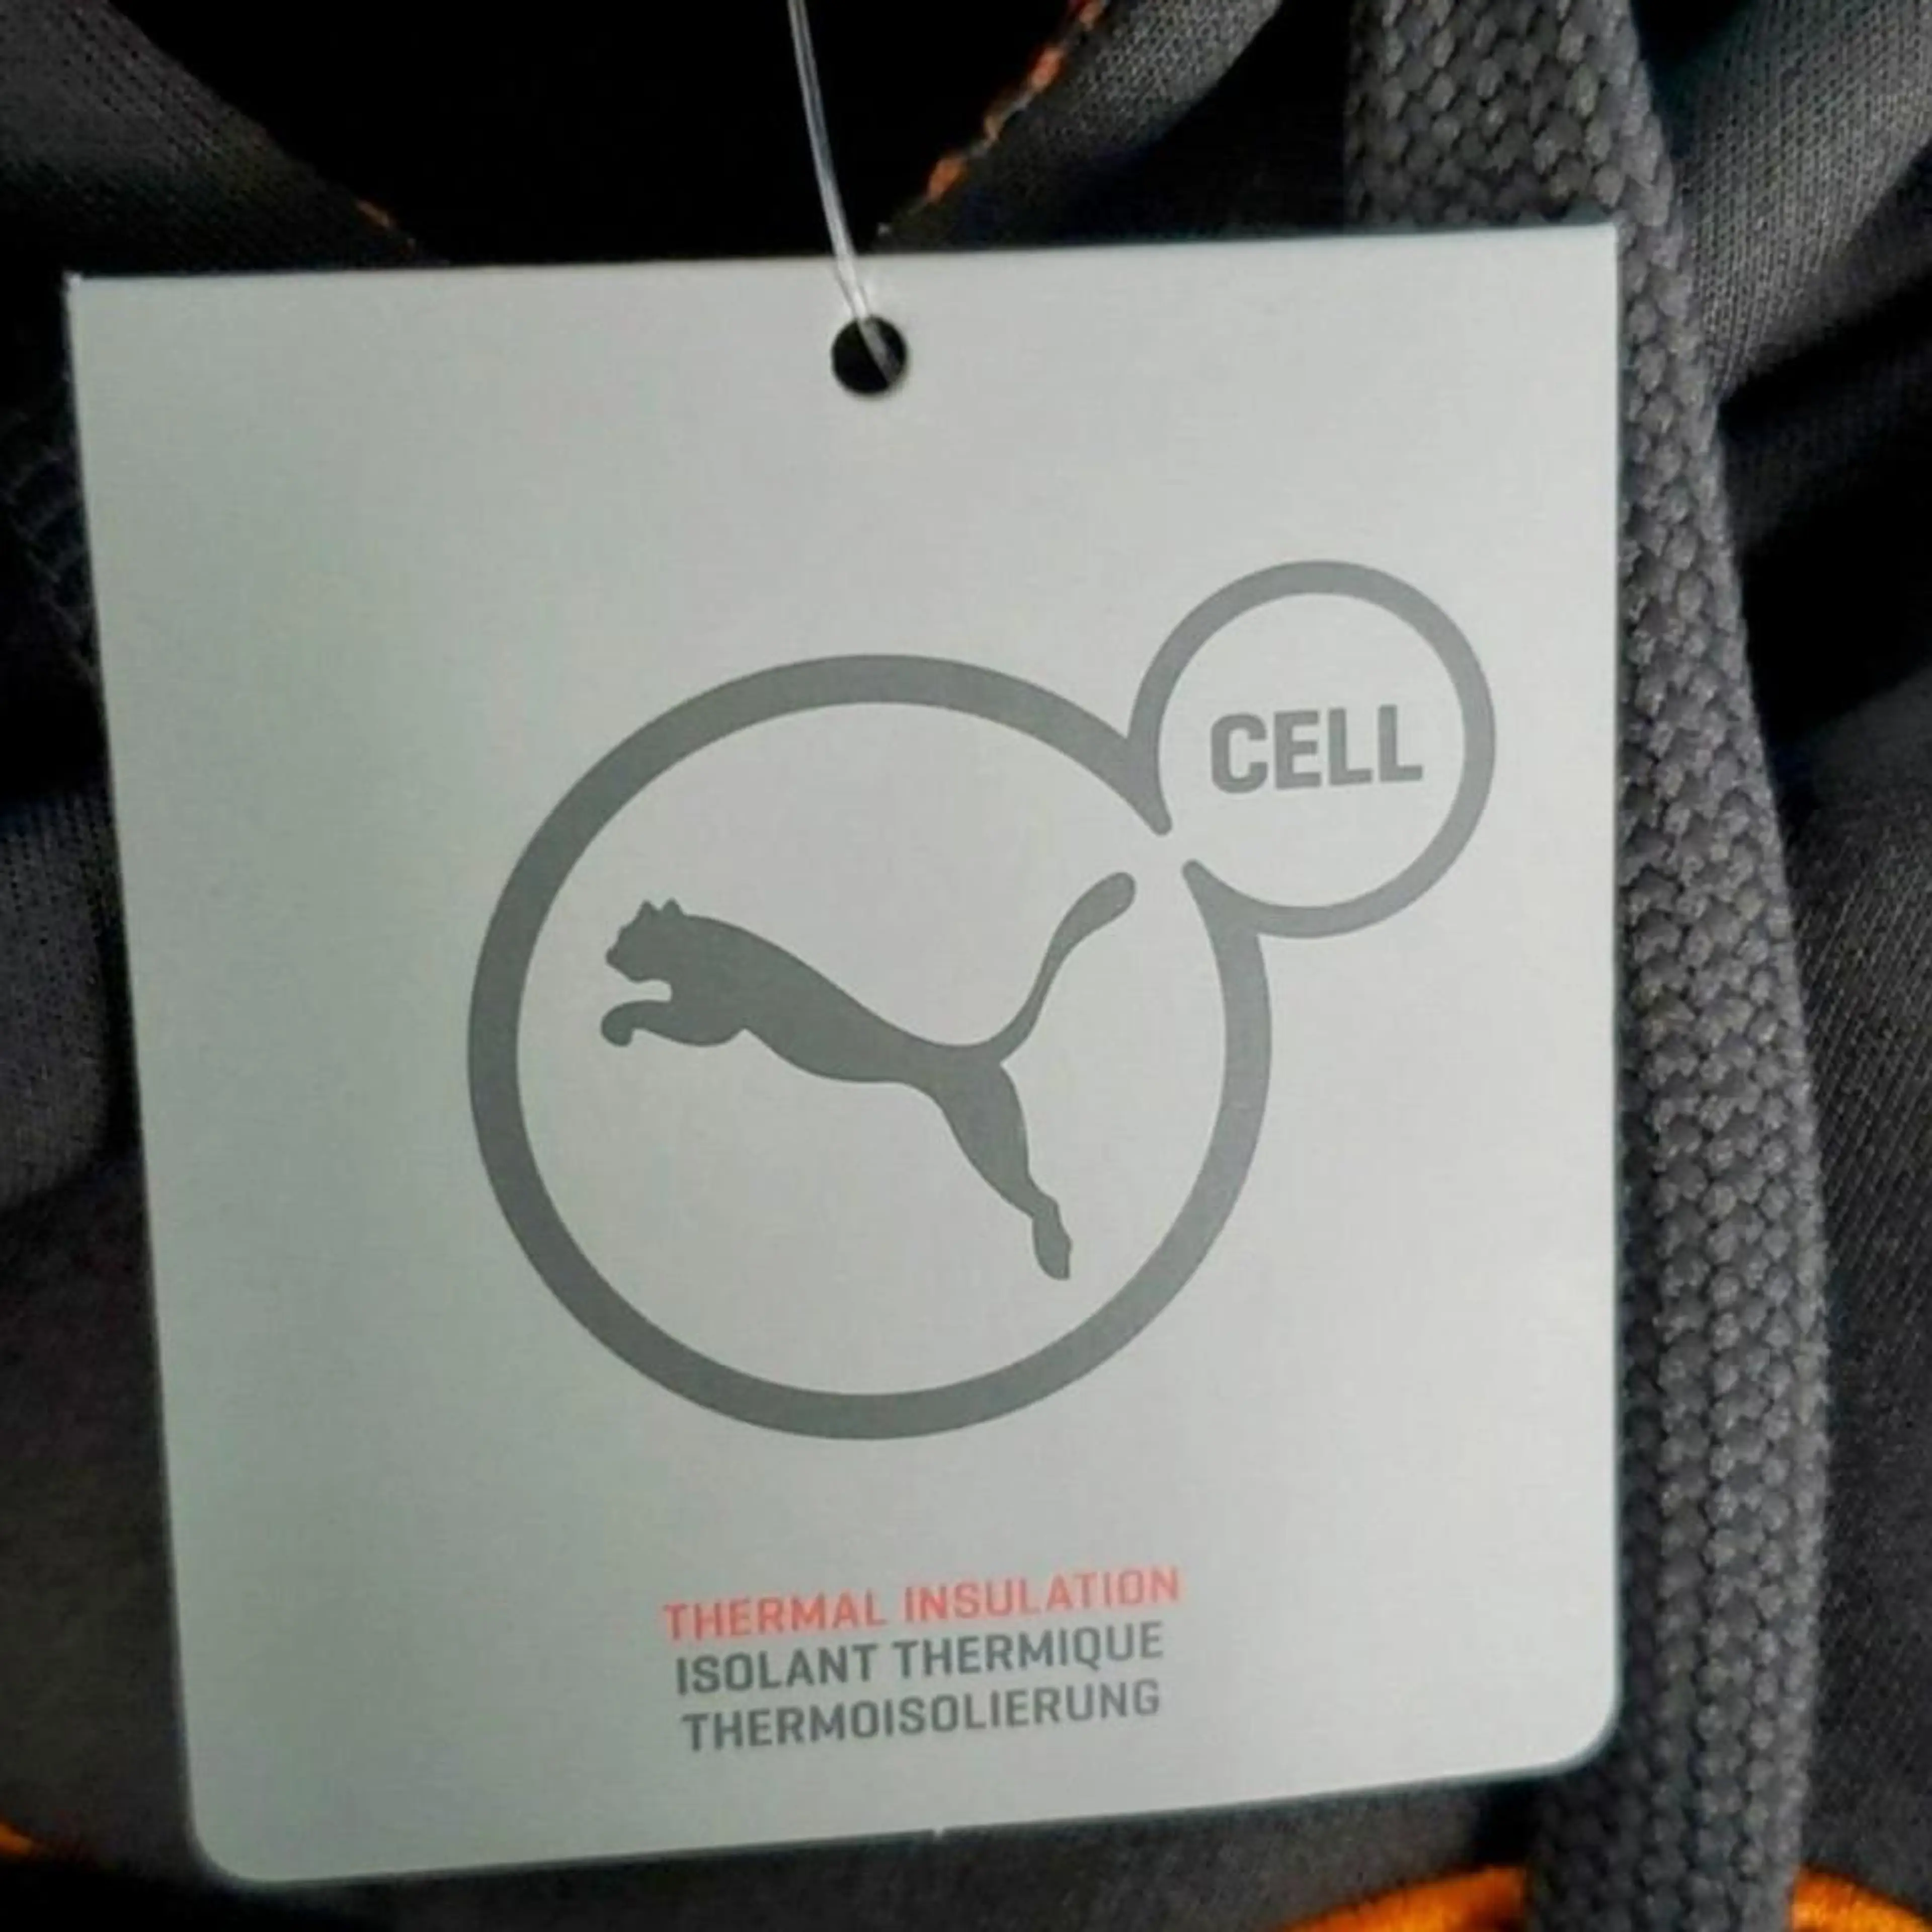 CELL
THERMAL INSULATION
ISOLANT THERMIQUE
THERMOISOLIERUNG